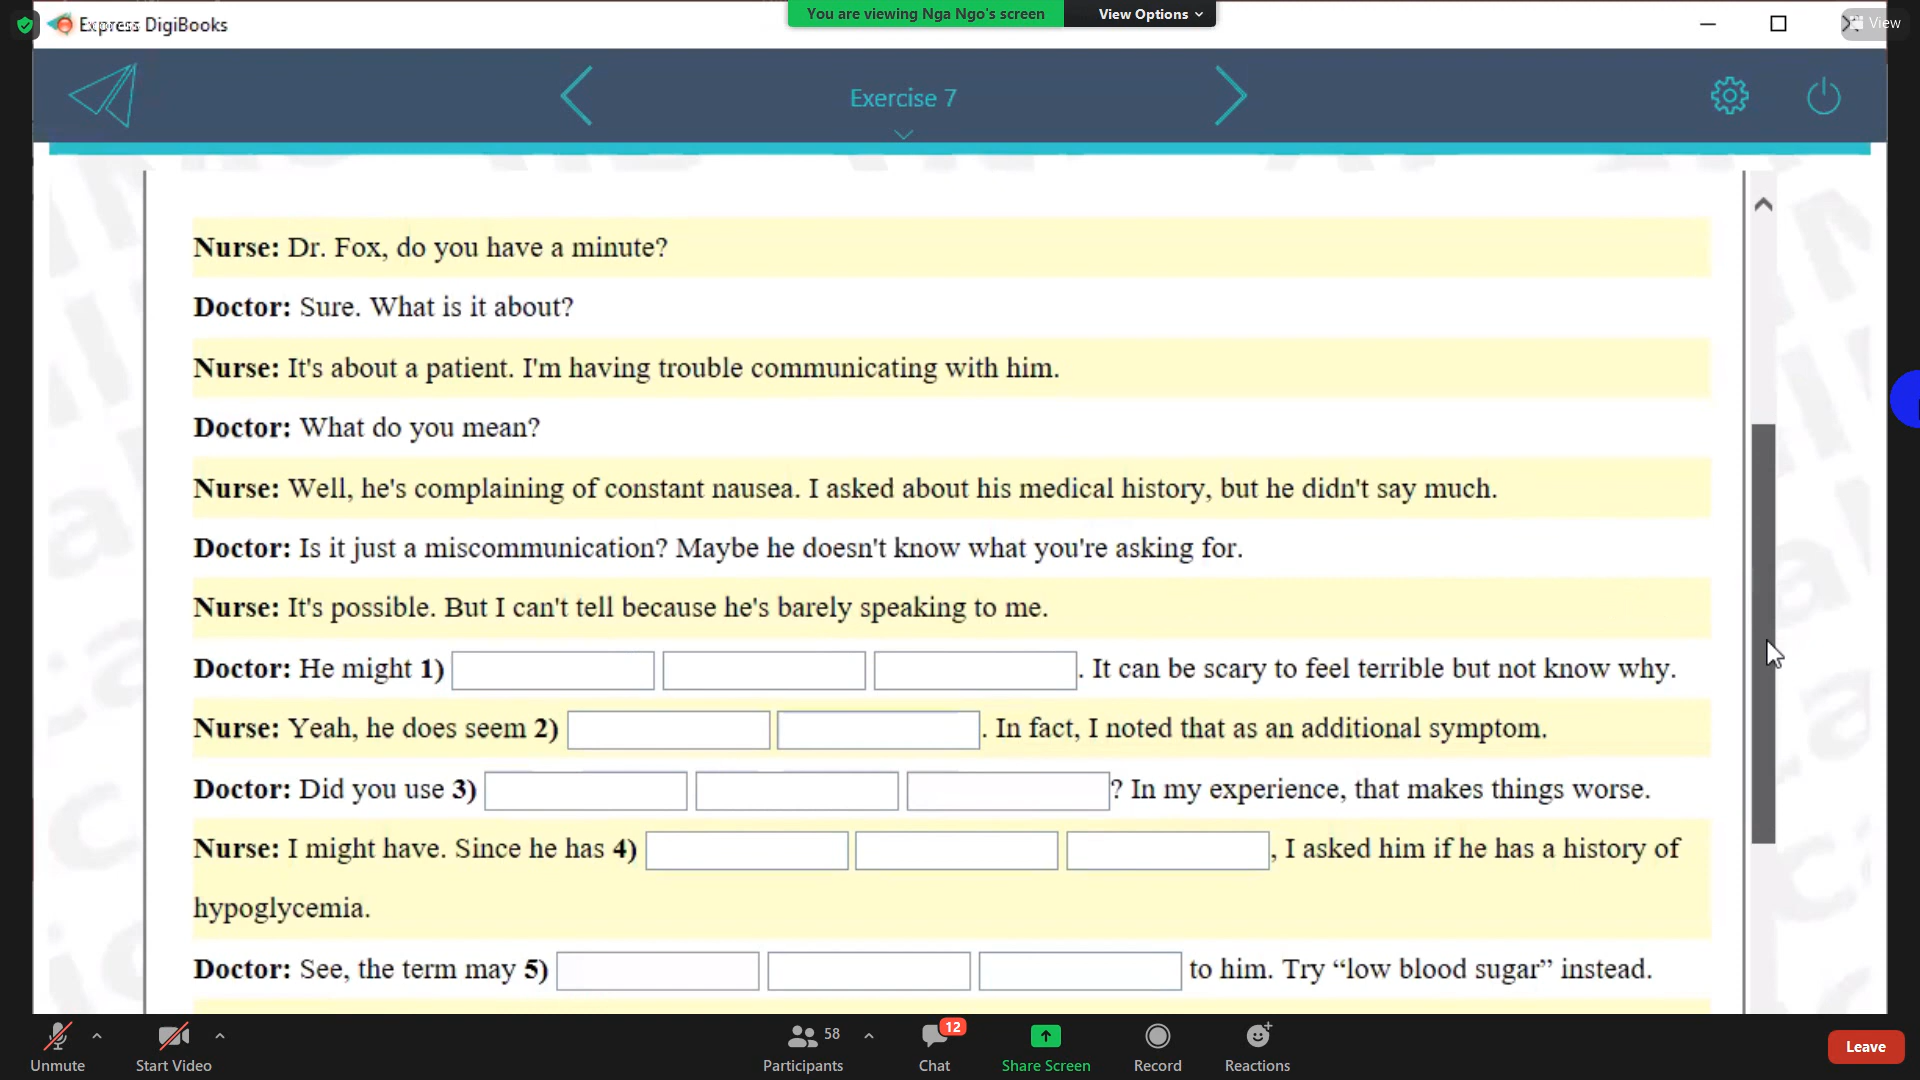 Express DigiBooks
You are viewing Nga Ngo's screen
View Options
View
Exercise 7
Nurse: Dr. Fox, do you have a minute?
Doctor: Sure. What is it about?
Nurse: It's about a patient. I'm having trouble communicating with him.
Doctor: What do you mean?
Nurse: Well, he's complaining of constant nausea. I asked about his medical history, but he didn't say much.
Doctor: Is it just a miscommunication? Maybe he doesn't know what you're asking for.
Nurse: It's possible. But I can't tell because he's barely speaking to me.
Doctor: He might 1) . It can be scary to feel terrible but not know why.
Nurse: Yeah, he does seem 2) . In fact, I noted that as an additional symptom.
Doctor: Did you use 3) ? In my experience, that makes things worse.
Nurse: I might have. Since he has 4) , I asked him if he has a history of
hypoglycemia.
Doctor: See, the term may 5) to him. Try “low blood sugar” instead.
Unmute
Start Video
58
Participants
12
Chat
Share Screen
Record
Reactions
Leave